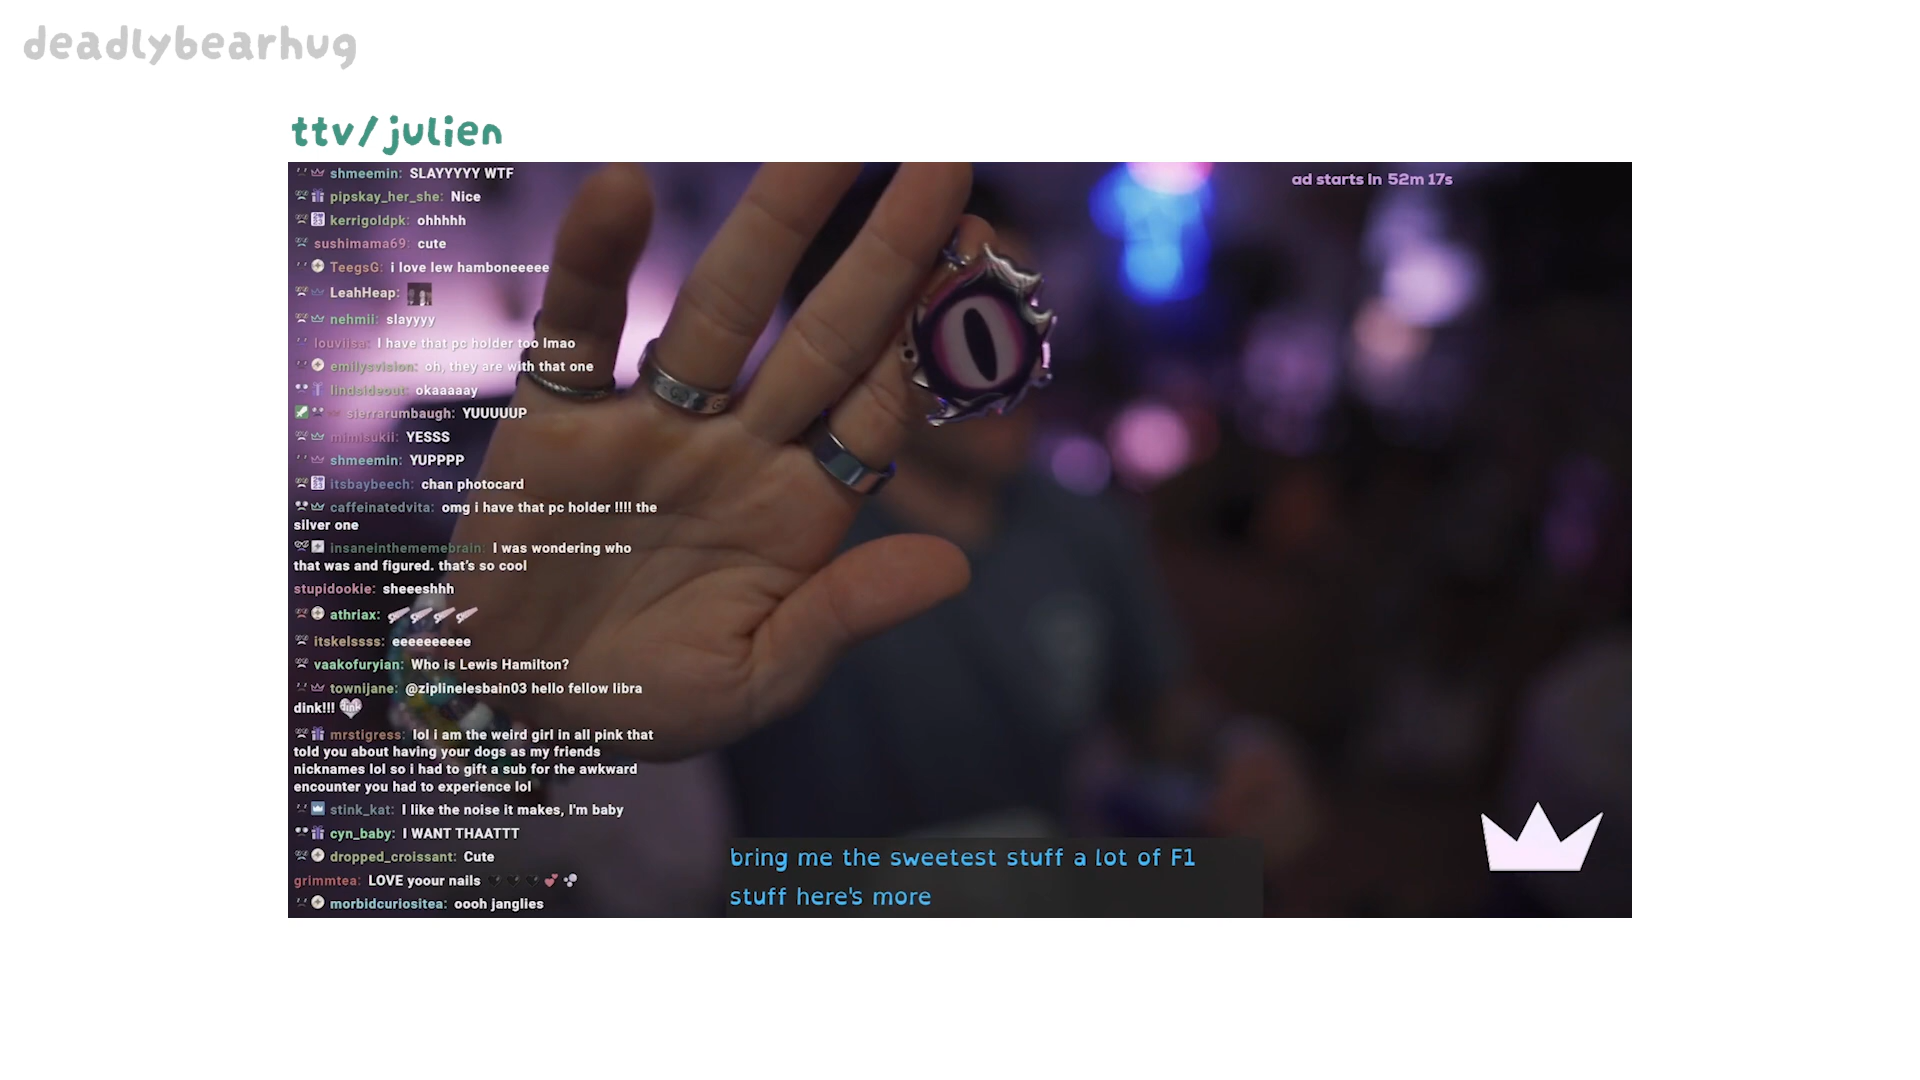 deadlybearhug
ttv/julien
ad starts in 52m 17s
shmeemin: SLAYYYYY WTF
pipskay_her_she: Nice
kerrigoldpk: ohhhhh
sushimama69: cute
TeegsG: i love lew hamboneeeee
LeahHeap:
nehmii: slayyyy
louviisa: I have that pc holder too lmao
emilysvision: oh, they are with that one
lindsideout: okaaaaay
sierrarumbaugh: YUUUUUP
mimisukii: YESSS
shmeemin: YUPPPP
itsbaybeech: chan photocard
caffeinatedvita: omg i have that pc holder !!!! the
silver one
insaneinthememebrain: I was wondering who
that was and figured. that's so cool
stupidookie: sheeeshhh
athriax:
itskelssss: eeeeeeeeee
vaakofuryian: Who is Lewis Hamilton?
townijane: @ziplinelesbain03 hello fellow libra
dink!!! dink
mrstigress: lol i am the weird girl in all pink that
told you about having your dogs as my friends
nicknames lol so i had to gift a sub for the awkward
encounter you had to experience lol
stink_kat: I like the noise it makes, I'm baby
cyn_baby: I WANT THAATTT
dropped_croissant: Cute
grimmtea: LOVE yoour nails
morbidcuriositea: oooh janglies
bring me the sweetest stuff a lot of F1
stuff here's more